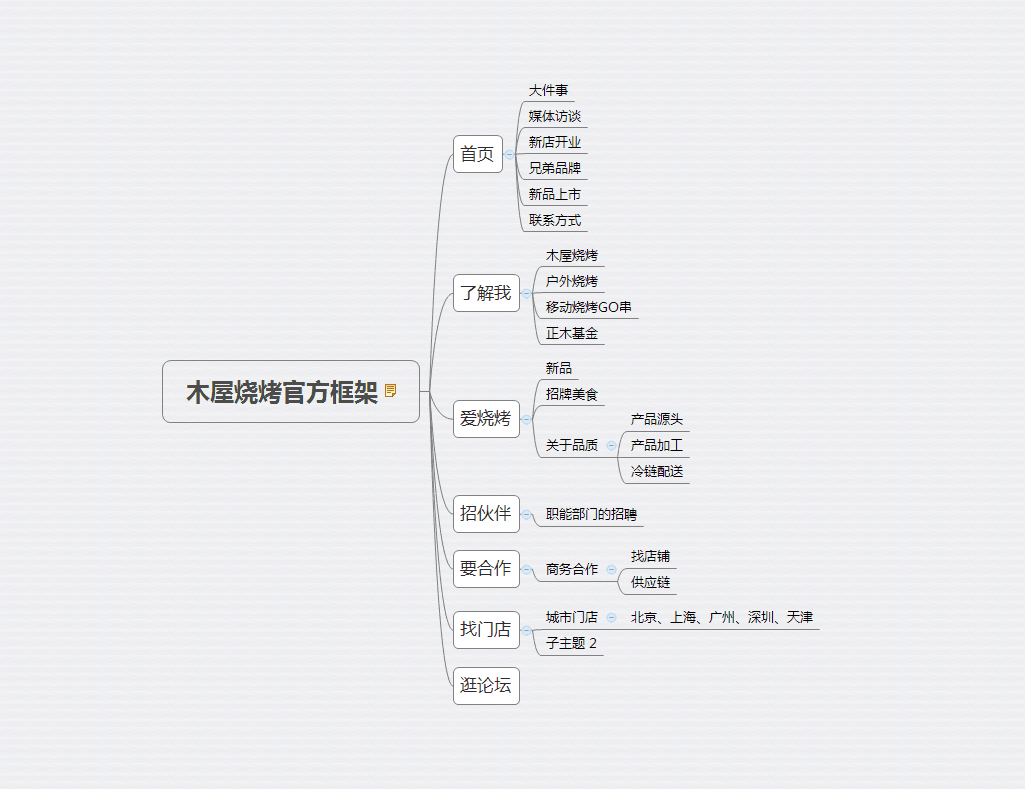 木屋烧烤官方框架
首页
大件事
媒体访谈
新店开业
兄弟品牌
新品上市
联系方式
了解我
木屋烧烤
户外烧烤
移动烧烤GO串
正木基金
爱烧烤
新品
招牌美食
关于品质
产品源头
产品加工
冷链配送
招伙伴
职能部门的招聘
要合作
商务合作
找店铺
供应链
找门店
城市门店
北京、上海、广州、深圳、天津
子主题 2
逛论坛